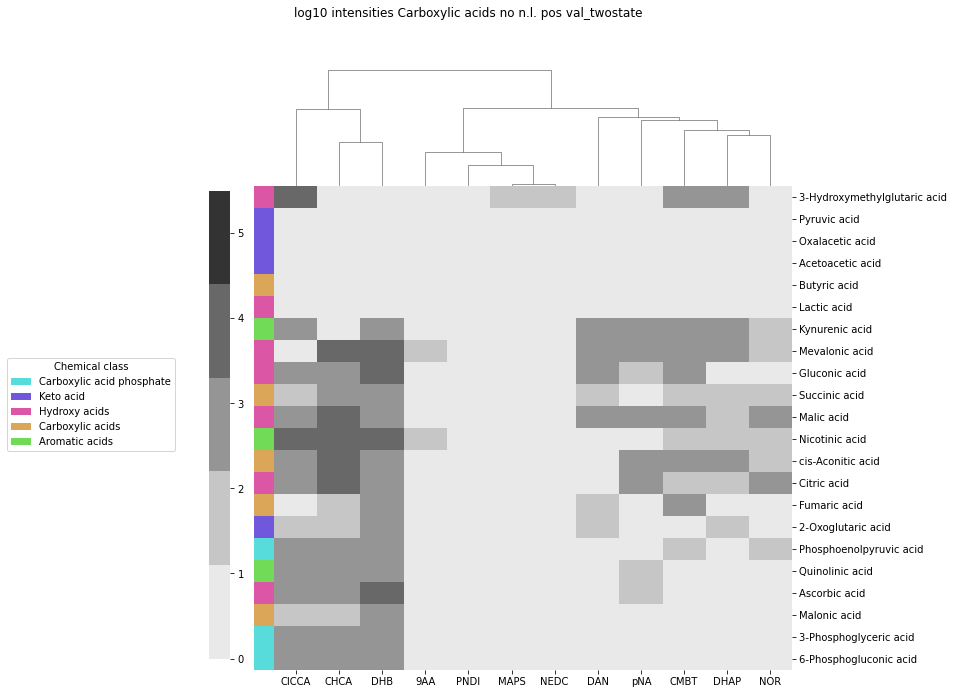 log10 intensities Carboxylic acids no n.l. pos val_twostate
5
4
3
2
1
0
Chemical class
Carboxylic acid phosphate
Keto acid
Hydroxy acids
Carboxylic acids
Aromatic acids
3-Hydroxymethylglutaric acid
Pyruvic acid
Oxalacetic acid
Acetoacetic acid
Butyric acid
Lactic acid
Kynurenic acid
Mevalonic acid
Gluconic acid
Succinic acid
Malic acid
Nicotinic acid
cis-Aconitic acid
Citric acid
Fumaric acid
2-Oxoglutaric acid
Phosphoenolpyruvic acid
Quinolinic acid
Ascorbic acid
Malonic acid
3-Phosphoglyceric acid
6-Phosphogluconic acid
ClCCA CHCA DHB 9AA PNDI MAPS NEDC DAN pNA CMBT DHAP NOR